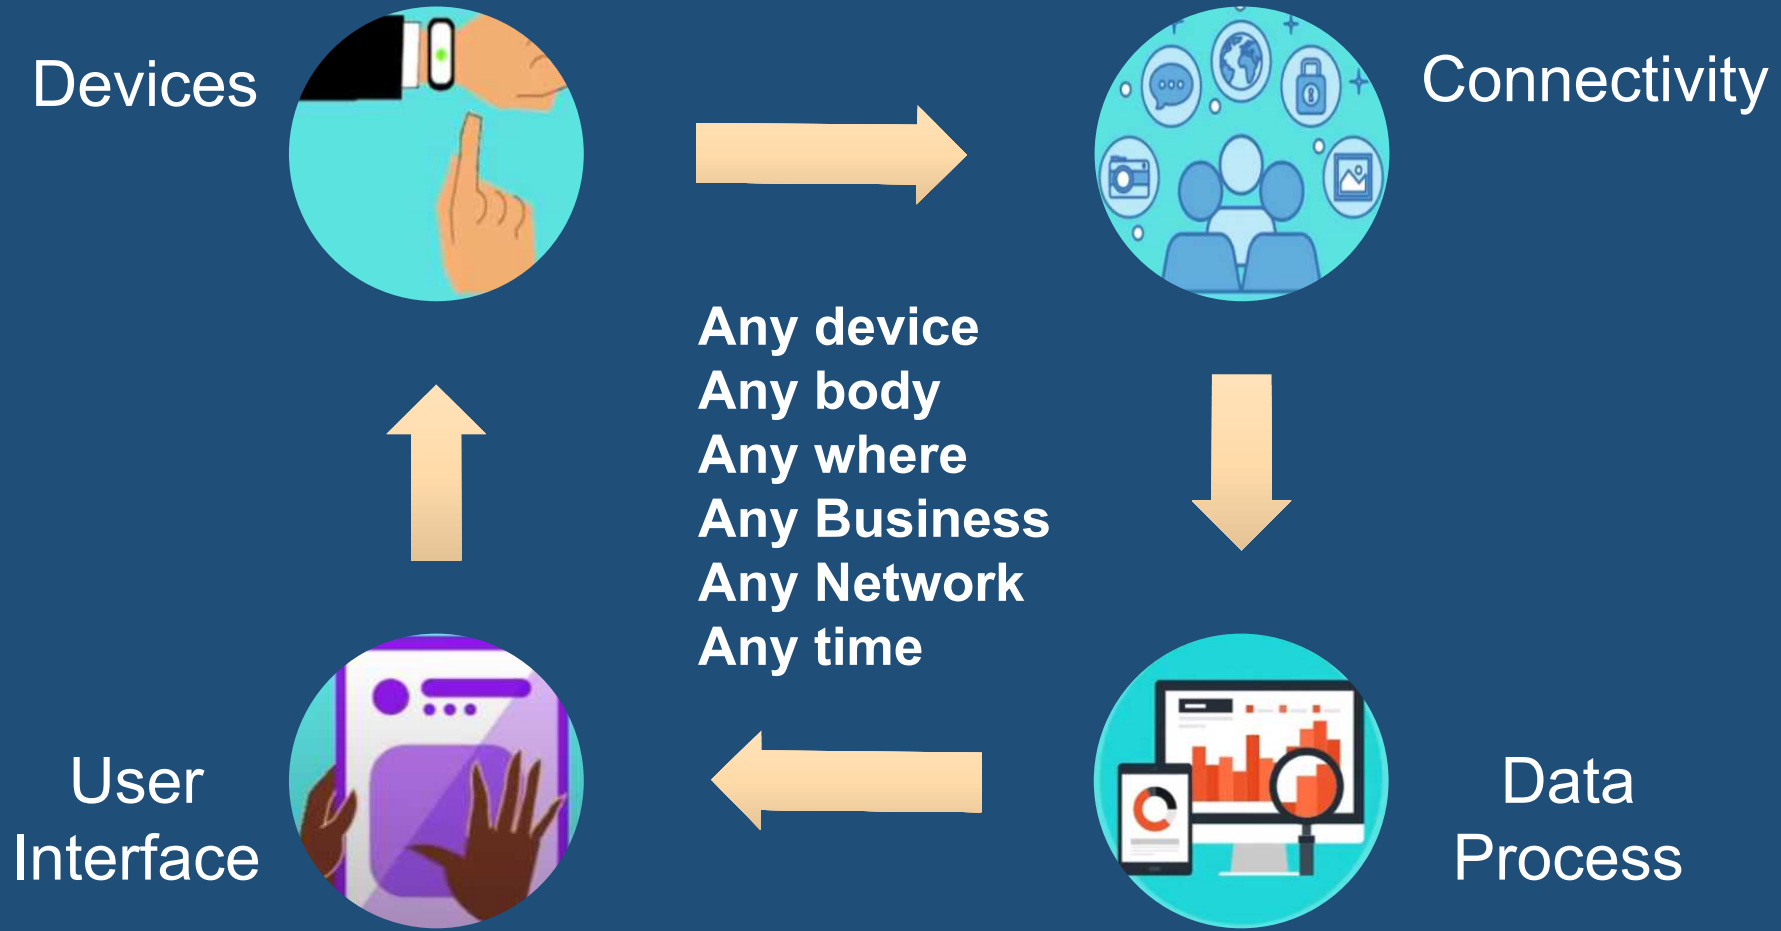 Devices
Connectivity
Any device
Any body
Any where
Any Business
Any Network
Any time
User
Interface
Data
Process